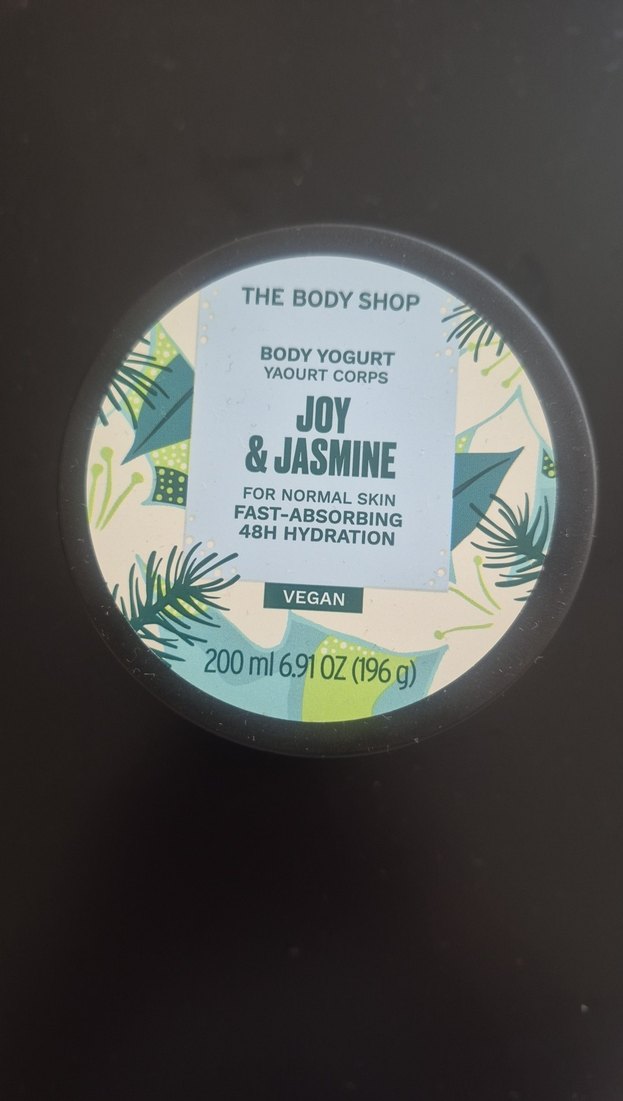 THE BODY SHOP
BODY YOGURT
YAOURT CORPS
JOY
& JASMINE
FOR NORMAL SKIN
FAST-ABSORBING
48H HYDRATION
VEGAN
200 ml 6.91 OZ (196 g)